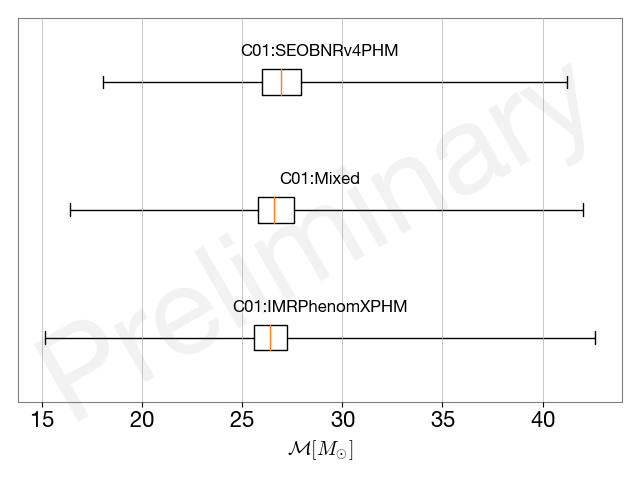 C01:SEOBNRv4PHM
C01:Mixed
C01:IMRPhenomXPHM
Preliminary
15 20 25 30 35 40
ℳ[M⊙]